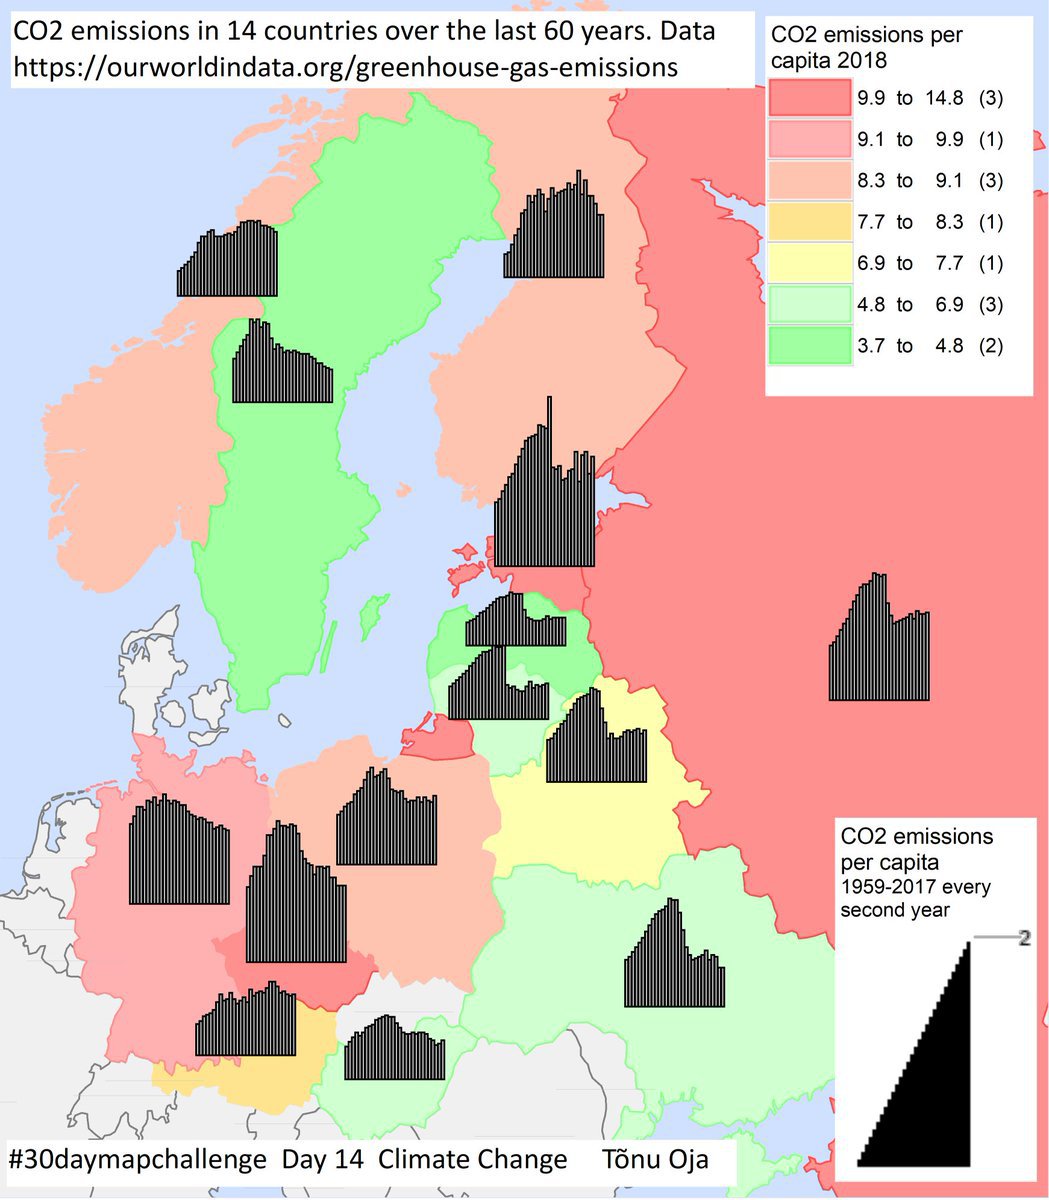 CO2 emissions in 14 countries over the last 60 years. Data
https://ourworldindata.org/greenhouse-gas-emissions
CO2 emissions per
capita 2018
9.9 to 14.8 (3)
9.1 to 9.9 (1)
8.3 to 9.1 (3)
7.7 to 8.3 (1)
6.9 to 7.7 (1)
4.8 to 6.9 (3)
3.7 to 4.8 (2)
CO2 emissions
per capita
1959-2017 every
second year
2
#30daymapchallenge Day 14 Climate Change Tõnu Oja